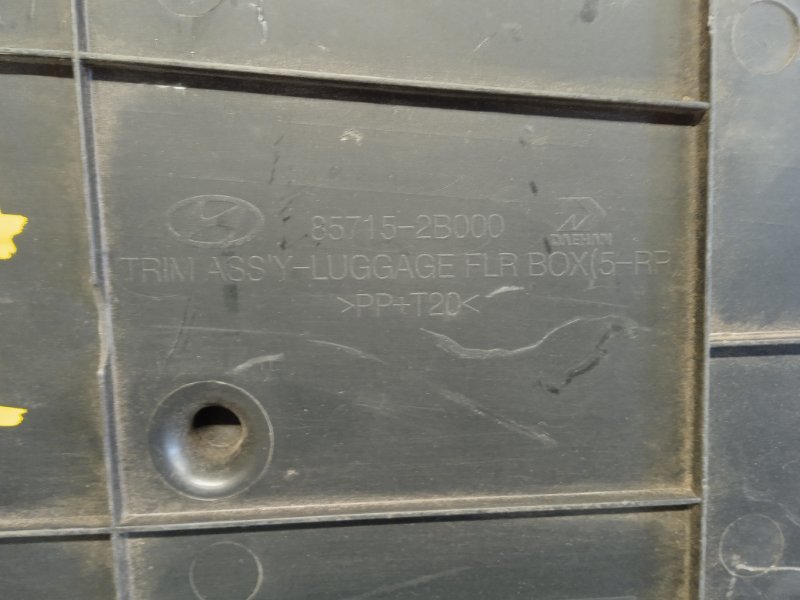 85715-2B000
DAEHAN
TRIM ASS'Y-LUGGAGE FLR BOX(5-RP)
>PP+T20<